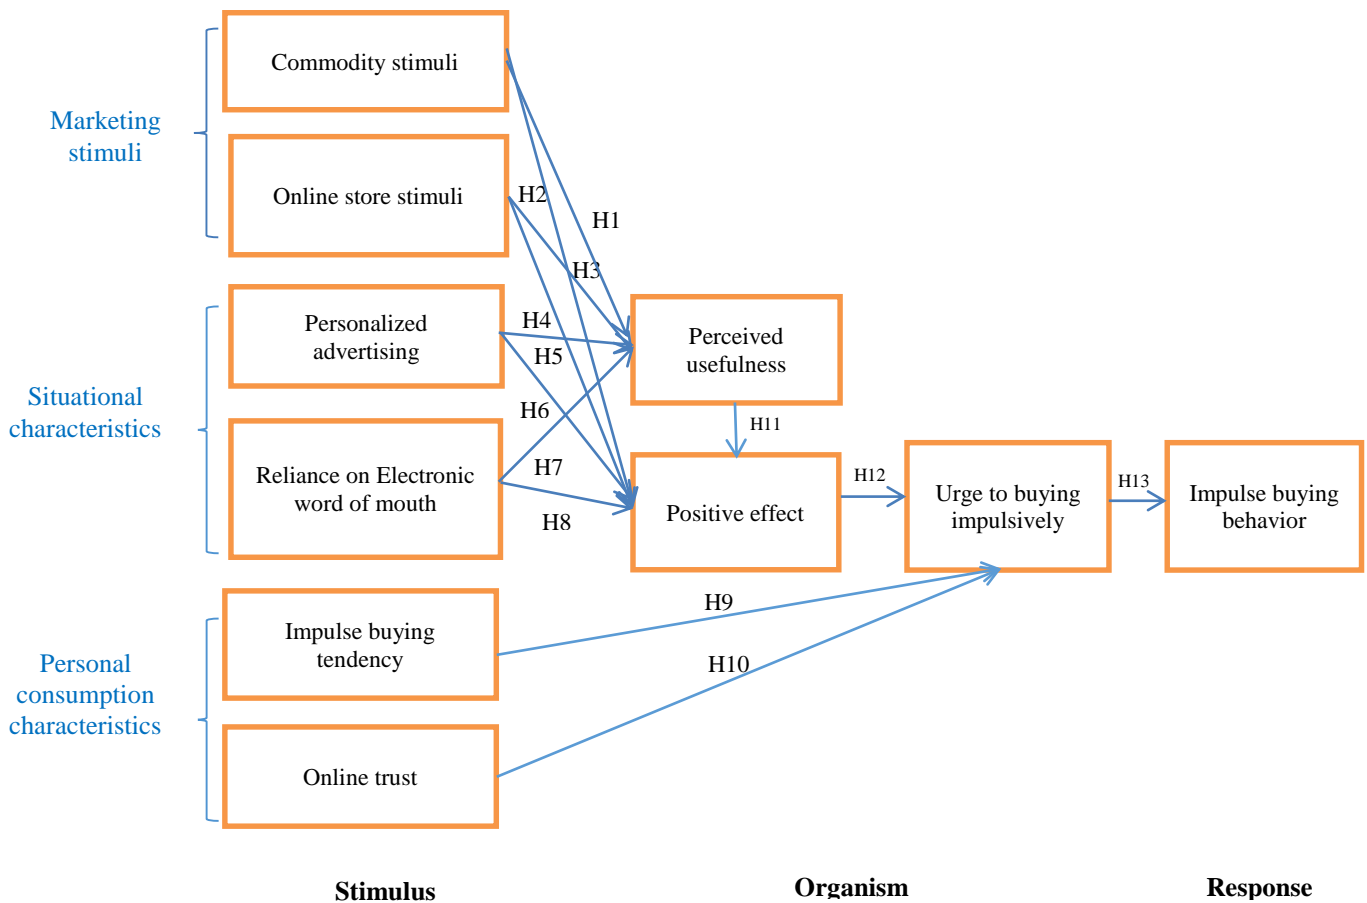 Commodity stimuli
Marketing
stimuli
Online store stimuli
H2
H1
H3
Personalized
advertising
H4
H5
Perceived
usefulness
Situational
characteristics
H6
H11
Reliance on Electronic
word of mouth
H7
H8
Positive effect
H12
Urge to buying
impulsively
H13
Impulse buying
behavior
H9
Impulse buying
tendency
H10
Personal
consumption
characteristics
Online trust
Stimulus
Organism
Response